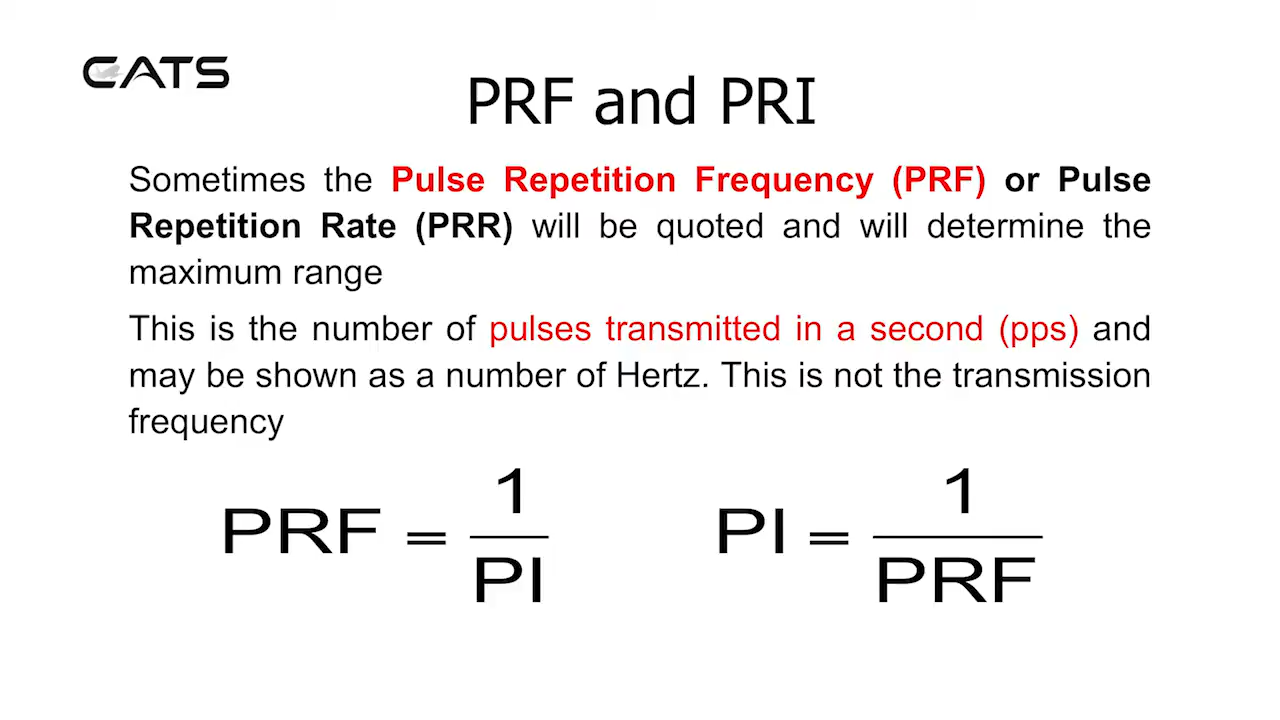 CATS
PRF and PRI
Sometimes the Pulse Repetition Frequency (PRF) or Pulse
Repetition Rate (PRR) will be quoted and will determine the
maximum range
This is the number of pulses transmitted in a second (pps) and
may be shown as a number of Hertz. This is not the transmission
frequency
PRF = 1/PI
PI = 1/PRF